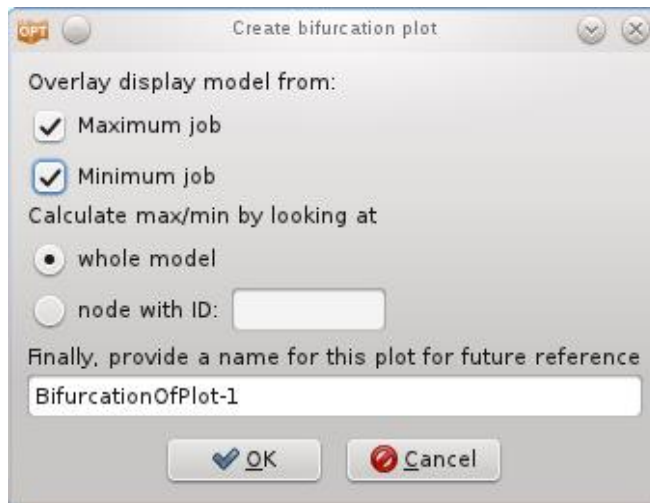 OPT
Create bifurcation plot
Overlay display model from:
Maximum job
Minimum job
Calculate max/min by looking at
whole model
node with ID:
Finally, provide a name for this plot for future reference
BifurcationOfPlot-1
OK
Cancel